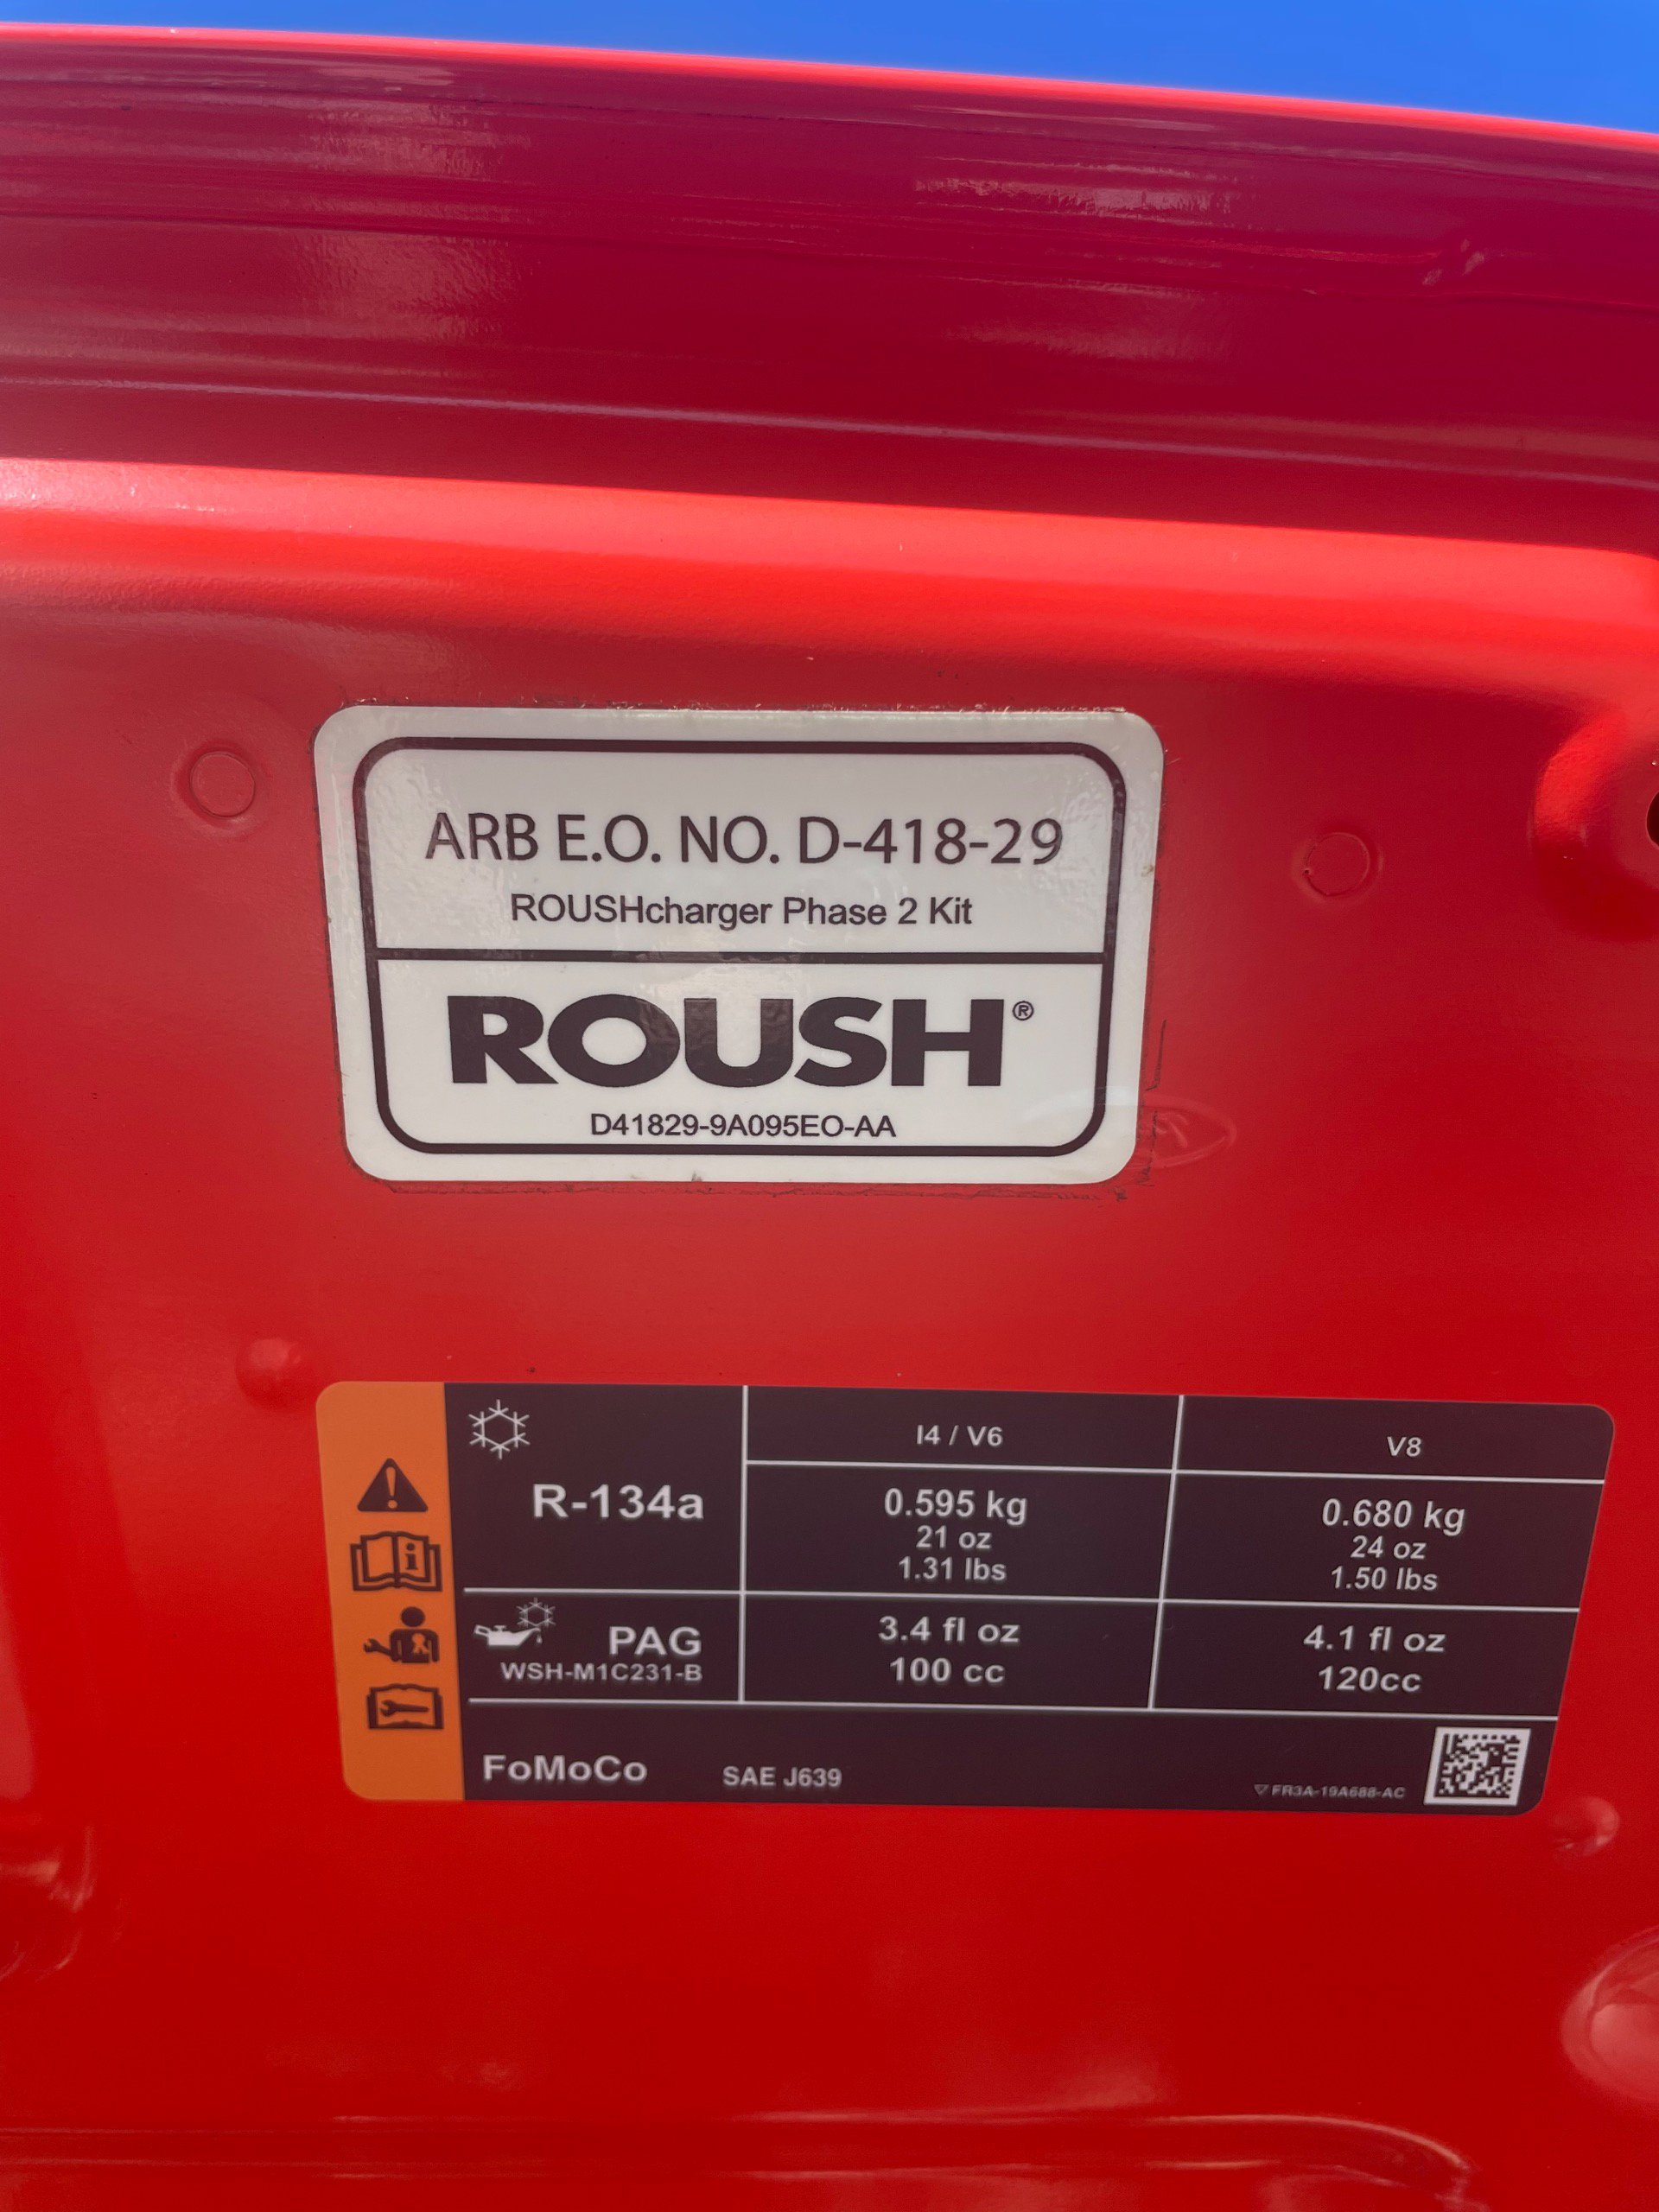 ARB E.O. NO. D-418-29
ROUSHcharger Phase 2 Kit
ROUSH®
D41829-9A095EO-AA
I4 / V6
V8
R-134a
0.595 kg
21 oz
1.31 lbs
0.680 kg
24 oz
1.50 lbs
PAG
WSH-M1C231-B
3.4 fl oz
100 cc
4.1 fl oz
120cc
FoMoCo
SAE J639
FR3A-19A688-AC